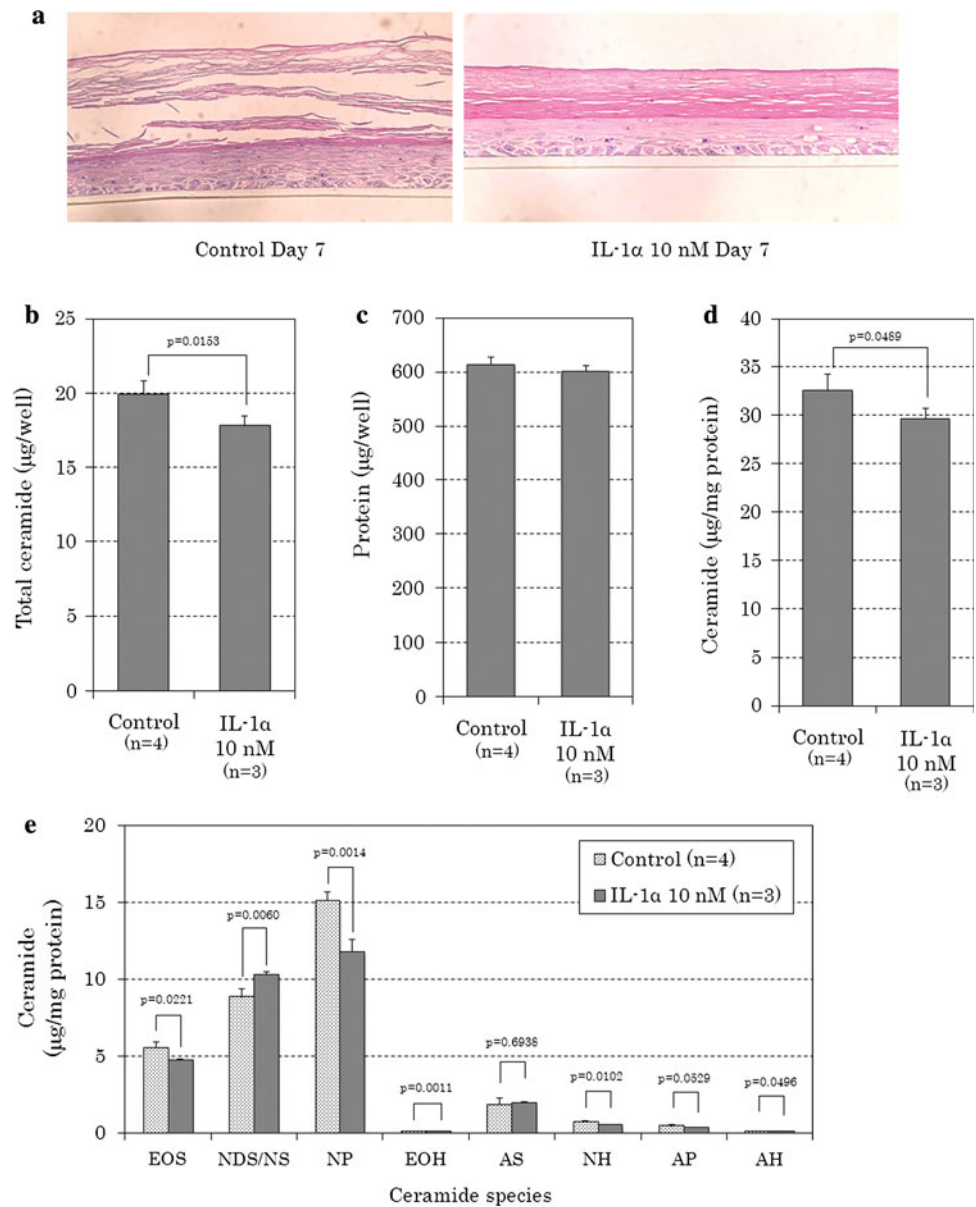 a
Control Day 7
IL-1α 10 nM Day 7
b
Total ceramide (μg/well)
25
20
15
10
5
0
p=0.0153
Control
(n=4)
IL-1α
10 nM
(n=3)
c
Protein (μg/well)
700
600
500
400
300
200
100
0
Control
(n=4)
IL-1α
10 nM
(n=3)
d
Ceramide (μg/mg protein)
40
35
30
25
20
15
10
5
0
p=0.0489
Control
(n=4)
IL-1α
10 nM
(n=3)
e
Ceramide
(μg/mg protein)
20
15
10
5
0
Control (n=4)
IL-1α 10 nM (n=3)
p=0.0221
p=0.0060
p=0.0014
p=0.0011
p=0.6938
p=0.0102
p=0.0529
p=0.0496
EOS
NDS/NS
NP
EOH
AS
NH
AP
AH
Ceramide species